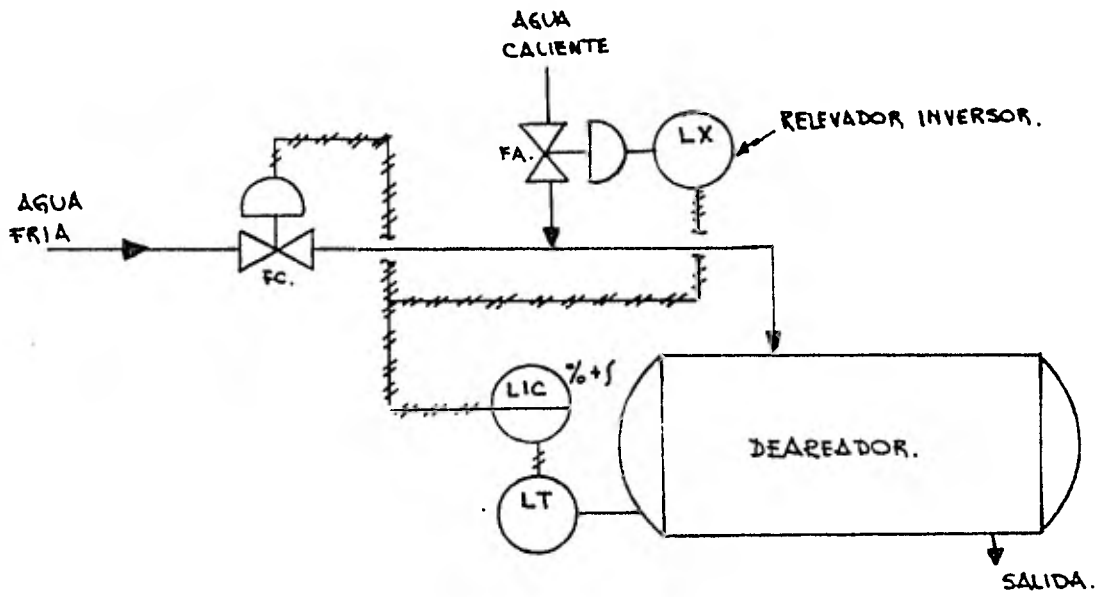 AGUA
CALIENTE
LX
RELEVADOR INVERSOR.
FA.
AGUA
FRIA
FC.
LIC
%+∫
LT
DEAREADOR.
SALIDA.